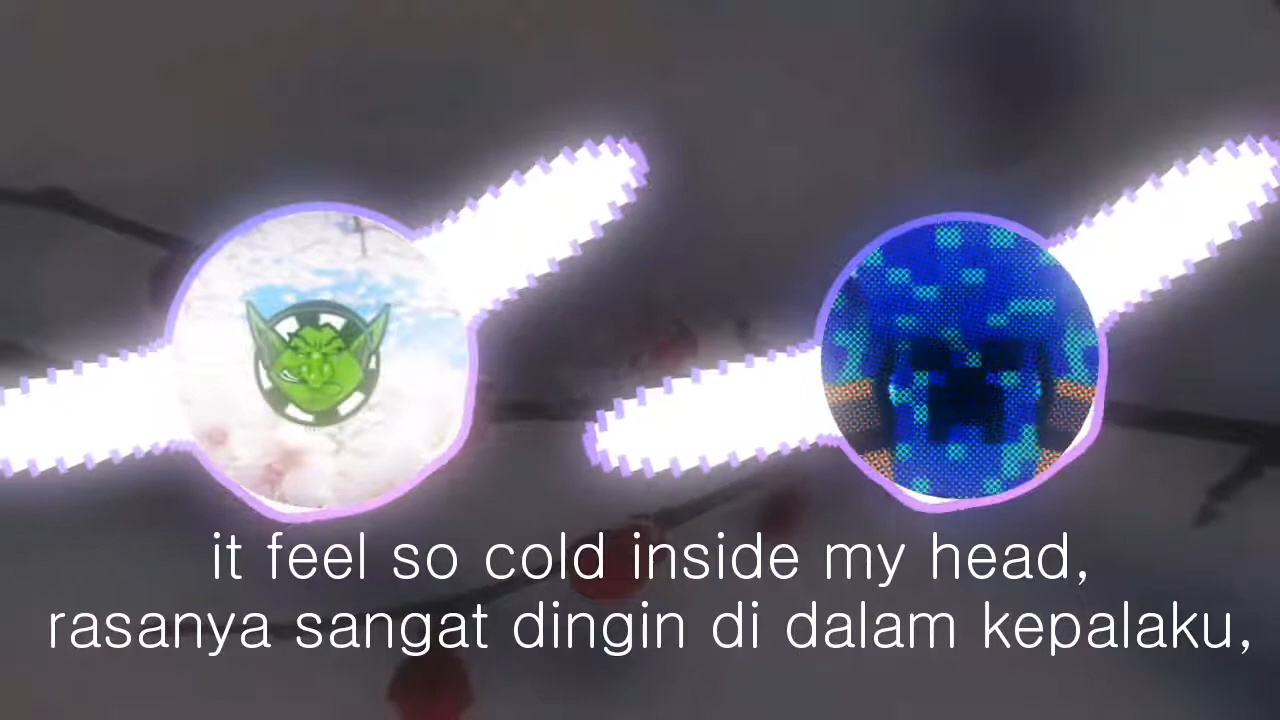 it feel so cold inside my head,
rasanya sangat dingin di dalam kepalaku,